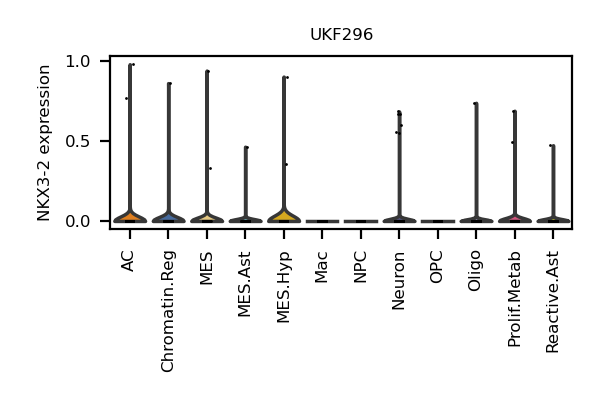 UKF296
NKX3-2 expression
1.0
0.5
0.0
AC
Chromatin.Reg
MES
MES.Ast
MES.Hyp
Mac
NPC
Neuron
OPC
Oligo
Prolif.Metab
Reactive.Ast